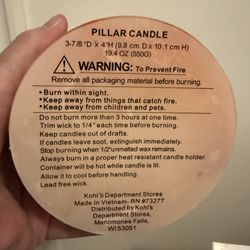 PILLAR CANDLE
3-7/8 "D x 4"H (9.8 cm D x 10.1 cm H)
19.4 OZ (550G)
WARNING: To Prevent Fire
Remove all packaging material before burning.
•Burn within sight.
•Keep away from things that catch fire.
•Keep away from children and pets.
Do not burn more than 3 hours at one time.
Trim wick to 1/4" each time before burning.
Keep candles out of drafts.
If candles leave soot, extinguish immediately.
Stop burning when 1/2"unmelted wax remains.
Always burn in a proper heat resistant candle holder.
Container will be hot while candle is lit.
Allow it to cool before handling.
Lead free wick.
Kohl's Department Stores
Made In Vietnam- RN #73277
Distributed by Kohl's
Department Stores
Menomonee Falls,
WI 53051